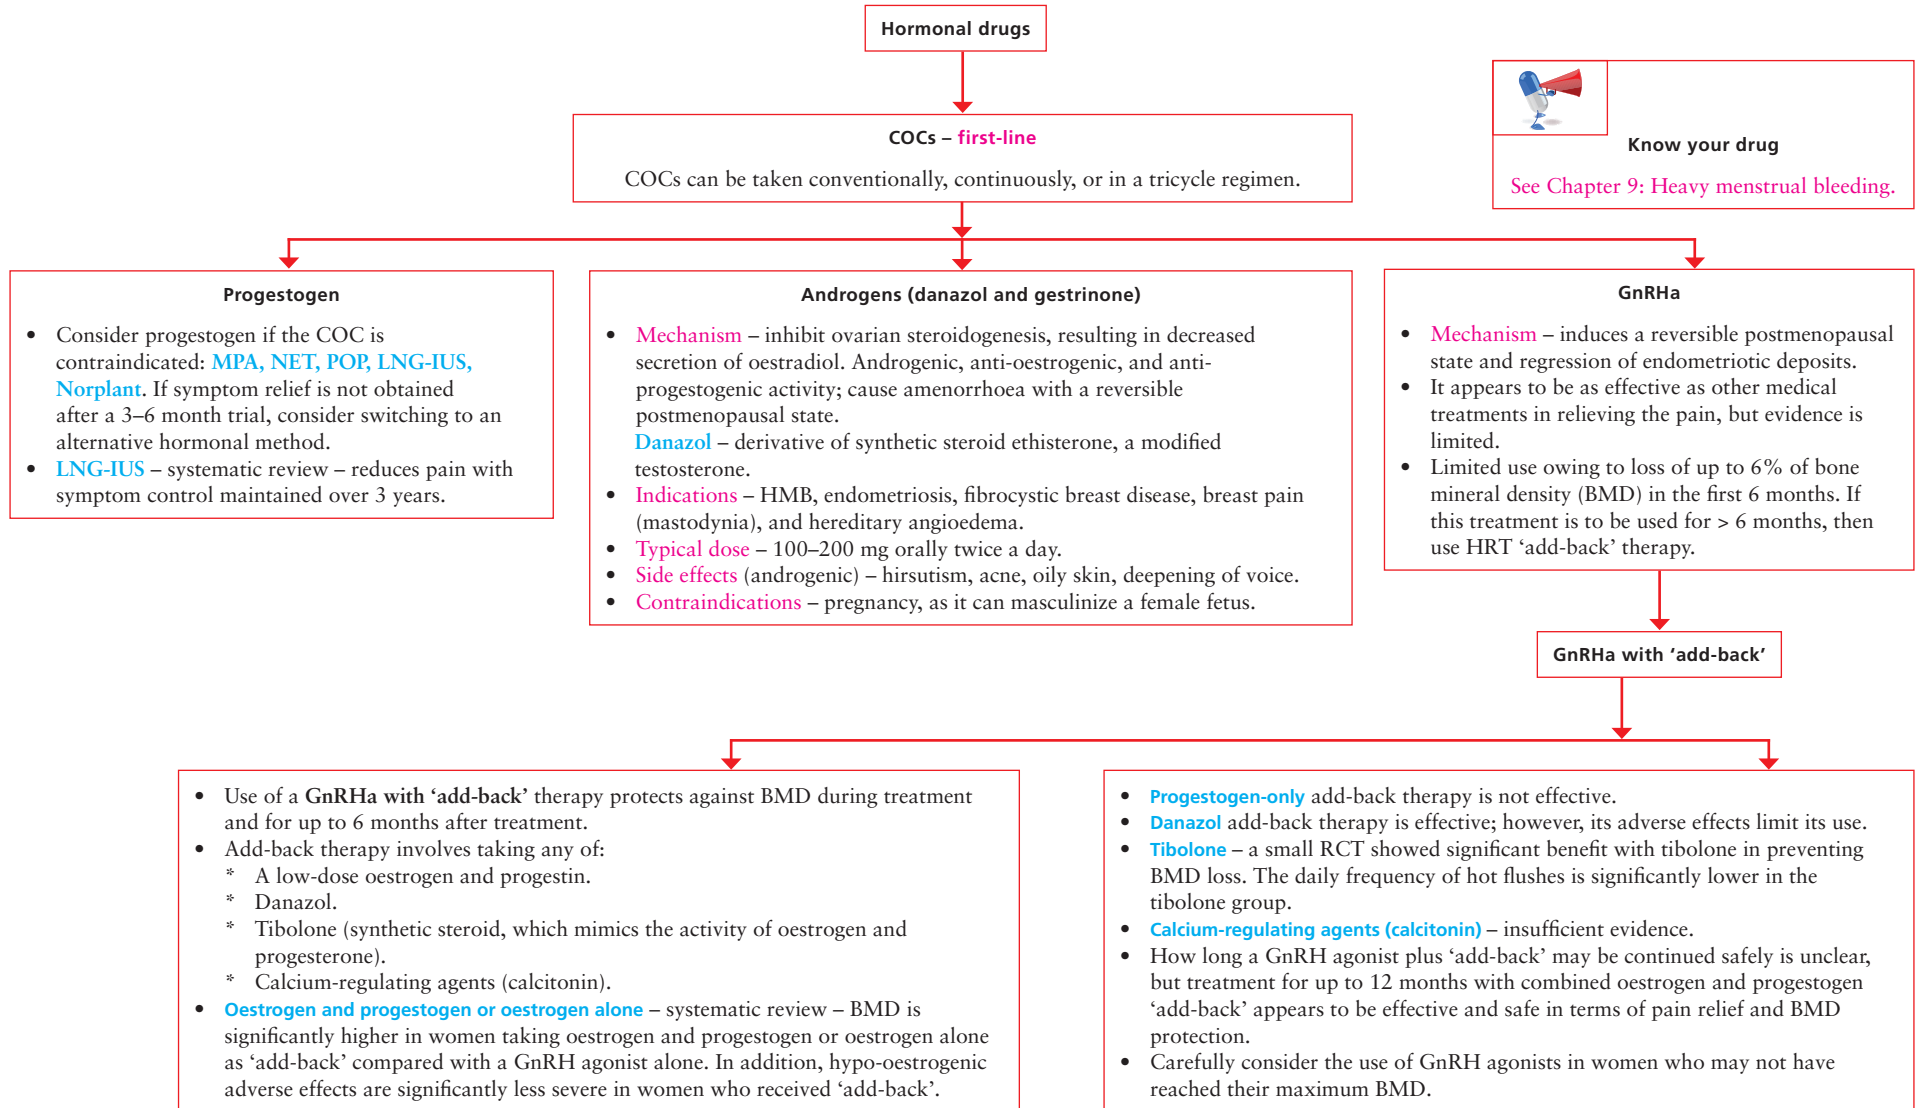 Hormonal drugs
COCs – first-line
COCs can be taken conventionally, continuously, or in a tricycle regimen.
Know your drug
See Chapter 9: Heavy menstrual bleeding.
Progestogen
• Consider progestogen if the COC is
contraindicated: MPA, NET, POP, LNG-IUS,
Norplant. If symptom relief is not obtained
after a 3–6 month trial, consider switching to an
alternative hormonal method.
• LNG-IUS – systematic review – reduces pain with
symptom control maintained over 3 years.
Androgens (danazol and gestrinone)
• Mechanism – inhibit ovarian steroidogenesis, resulting in decreased
secretion of oestradiol. Androgenic, anti-oestrogenic, and anti-
progestogenic activity; cause amenorrhoea with a reversible
postmenopausal state.
Danazol – derivative of synthetic steroid ethisterone, a modified
testosterone.
• Indications – HMB, endometriosis, fibrocystic breast disease, breast pain
(mastodynia), and hereditary angioedema.
• Typical dose – 100–200 mg orally twice a day.
• Side effects (androgenic) – hirsutism, acne, oily skin, deepening of voice.
• Contraindications – pregnancy, as it can masculinize a female fetus.
GnRHa
• Mechanism – induces a reversible postmenopausal
state and regression of endometriotic deposits.
• It appears to be as effective as other medical
treatments in relieving the pain, but evidence is
limited.
• Limited use owing to loss of up to 6% of bone
mineral density (BMD) in the first 6 months. If
this treatment is to be used for > 6 months, then
use HRT ‘add-back’ therapy.
GnRHa with ‘add-back’
• Use of a GnRHa with ‘add-back’ therapy protects against BMD during treatment
and for up to 6 months after treatment.
• Add-back therapy involves taking any of:
* A low-dose oestrogen and progestin.
* Danazol.
* Tibolone (synthetic steroid, which mimics the activity of oestrogen and
progesterone).
* Calcium-regulating agents (calcitonin).
• Oestrogen and progestogen or oestrogen alone – systematic review – BMD is
significantly higher in women taking oestrogen and progestogen or oestrogen alone
as ‘add-back’ compared with a GnRH agonist alone. In addition, hypo-oestrogenic
adverse effects are significantly less severe in women who received ‘add-back’.
• Progestogen-only add-back therapy is not effective.
• Danazol add-back therapy is effective; however, its adverse effects limit its use.
• Tibolone – a small RCT showed significant benefit with tibolone in preventing
BMD loss. The daily frequency of hot flushes is significantly lower in the
tibolone group.
• Calcium-regulating agents (calcitonin) – insufficient evidence.
• How long a GnRH agonist plus ‘add-back’ may be continued safely is unclear,
but treatment for up to 12 months with combined oestrogen and progestogen
‘add-back’ appears to be effective and safe in terms of pain relief and BMD
protection.
• Carefully consider the use of GnRH agonists in women who may not have
reached their maximum BMD.